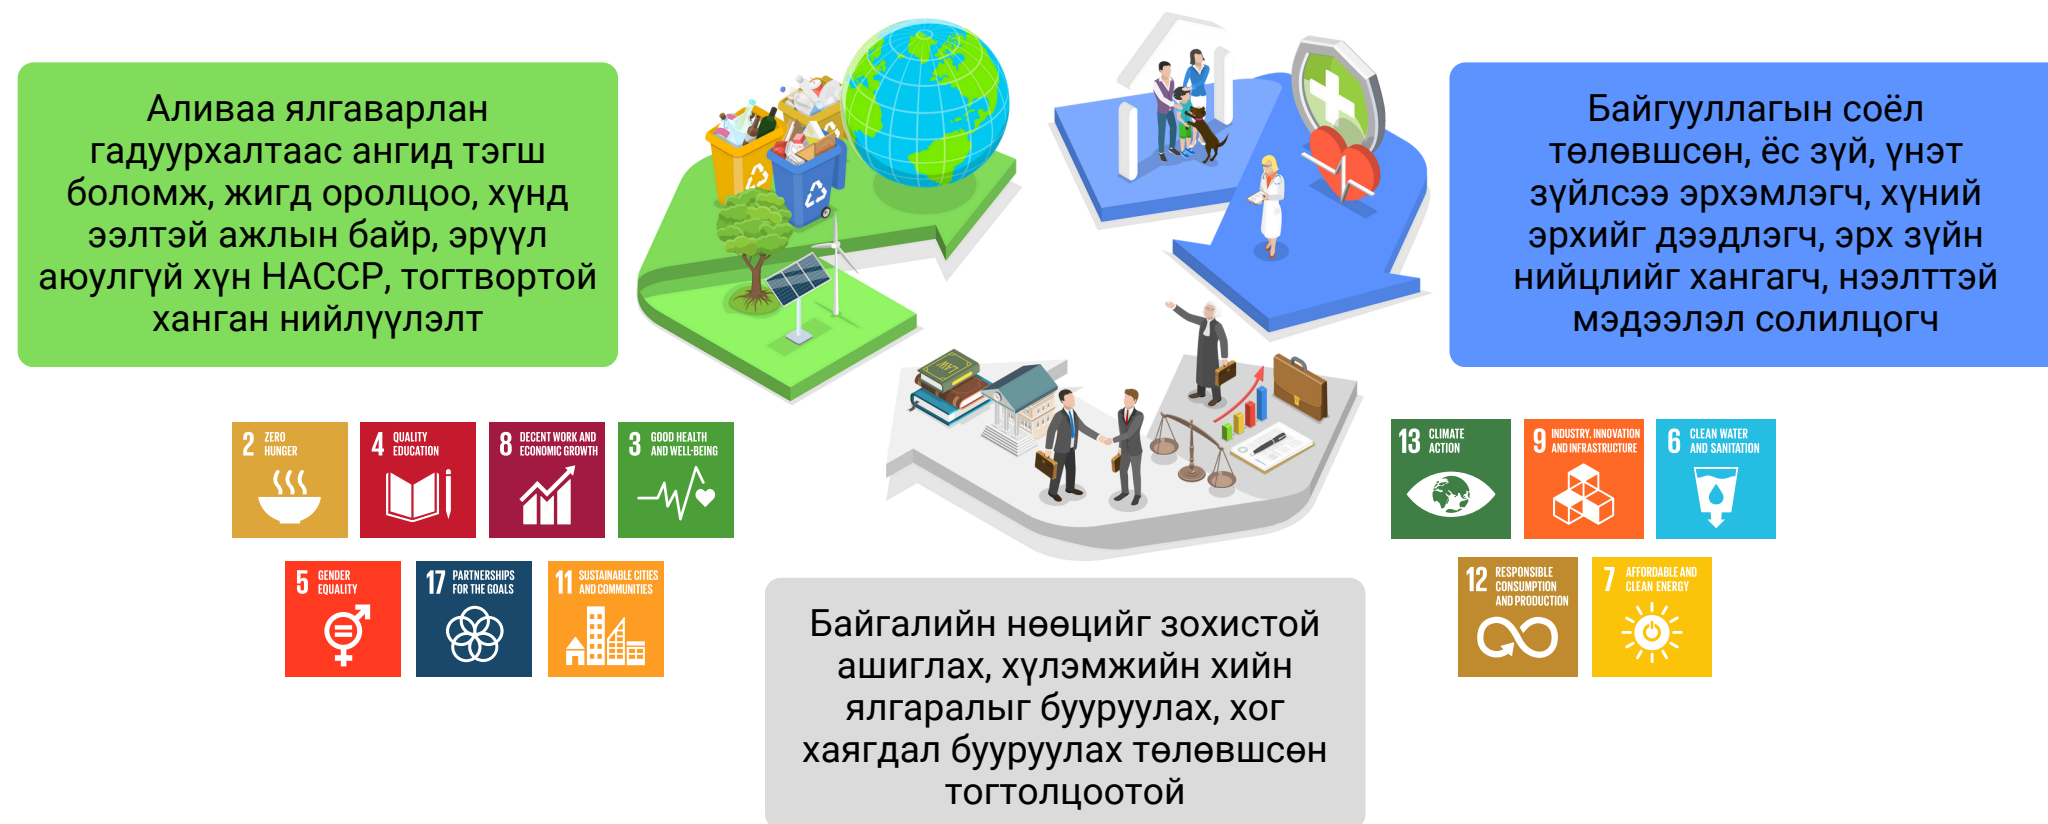 Аливаа ялгаварлан
гадуурхалтаас ангид тэгш
боломж, жигд оролцоо, хүнд
ээлтэй ажлын байр, эрүүл
аюулгүй хүн НАССР, тогтвортой
ханган нийлүүлэлт
Байгууллагын соёл
төлөвшсөн, ёс зүй, үнэт
зүйлсээ эрхэмлэгч, хүний
эрхийг дээдлэгч, эрх зүйн
нийцлийг хангагч, нээлттэй
мэдээлэл солилцогч
LAW
2 ZERO
HUNGER
4 QUALITY
EDUCATION
8 DECENT WORK AND
ECONOMIC GROWTH
3 GOOD HEALTH
AND WELL-BEING
5 GENDER
EQUALITY
17 PARTNERSHIPS
FOR THE GOALS
11 SUSTAINABLE CITIES
AND COMMUNITIES
13 CLIMATE
ACTION
9 INDUSTRY, INNOVATION
AND INFRASTRUCTURE
6 CLEAN WATER
AND SANITATION
12 RESPONSIBLE
CONSUMPTION
AND PRODUCTION
7 AFFORDABLE AND
CLEAN ENERGY
Байгалийн нөөцийг зохистой
ашиглах, хүлэмжийн хийн
ялгаралыг бууруулах, хог
хаягдал бууруулах төлөвшсөн
тогтолцоотой